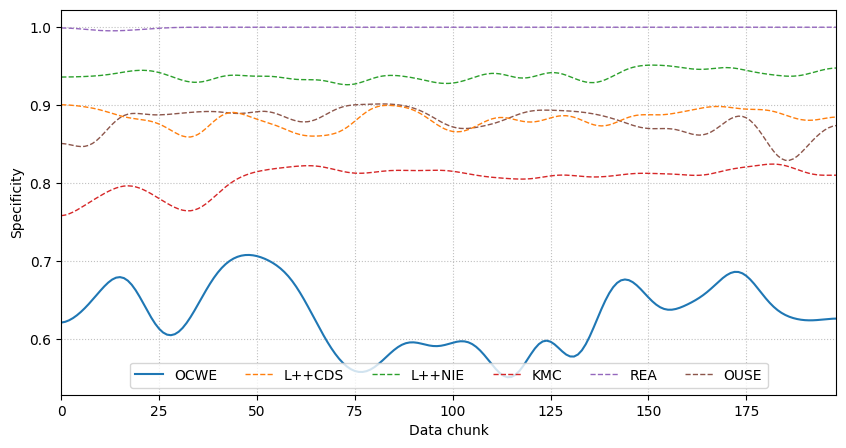 Specificity
1.0
0.9
0.8
0.7
0.6
OCWE L++CDS L++NIE KMC REA OUSE
0 25 50 75 100 125 150 175
Data chunk